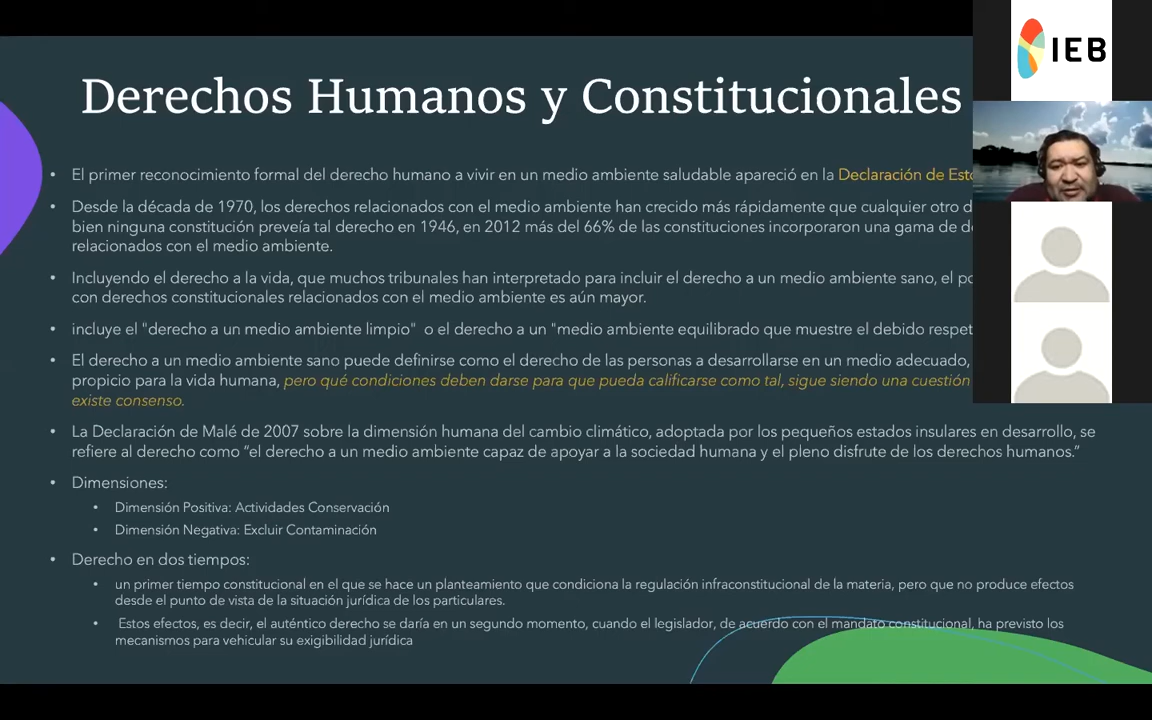 Derechos Humanos y Constitucionales
IEB
• El primer reconocimiento formal del derecho humano a vivir en un medio ambiente saludable apareció en la Declaración de
• Desde la década de 1970, los derechos relacionados con el medio ambiente han crecido más rápidamente que cualquier otro
bien ninguna constitución preveía tal derecho en 1946, en 2012 más del 66% de las constituciones incorporaron una gama de
relacionados con el medio ambiente.
• Incluyendo el derecho a la vida, que muchos tribunales han interpretado para incluir el derecho a un medio ambiente sano, el
con derechos constitucionales relacionados con el medio ambiente es aún mayor.
• incluye el "derecho a un medio ambiente limpio" o el derecho a un "medio ambiente equilibrado que muestre el debido
• El derecho a un medio ambiente sano puede definirse como el derecho de las personas a desarrollarse en un medio adecuado,
propicio para la vida humana, pero qué condiciones deben darse para que pueda calificarse como tal, sigue siendo una cuestión
existe consenso.
• La Declaración de Malé de 2007 sobre la dimensión humana del cambio climático, adoptada por los pequeños estados insulares en desarrollo, se
refiere al derecho como “el derecho a un medio ambiente capaz de apoyar a la sociedad humana y el pleno disfrute de los derechos humanos.”
• Dimensiones:
• Dimensión Positiva: Actividades Conservación
• Dimensión Negativa: Excluir Contaminación
• Derecho en dos tiempos:
• un primer tiempo constitucional en el que se hace un planteamiento que condiciona la regulación infraconstitucional de la materia, pero que no produce efectos
desde el punto de vista de la situación jurídica de los particulares.
• Estos efectos, es decir, el auténtico derecho se daría en un segundo momento, cuando el legislador, de acuerdo con el mandato constitucional, ha previsto los
mecanismos para vehicular su exigibilidad jurídica